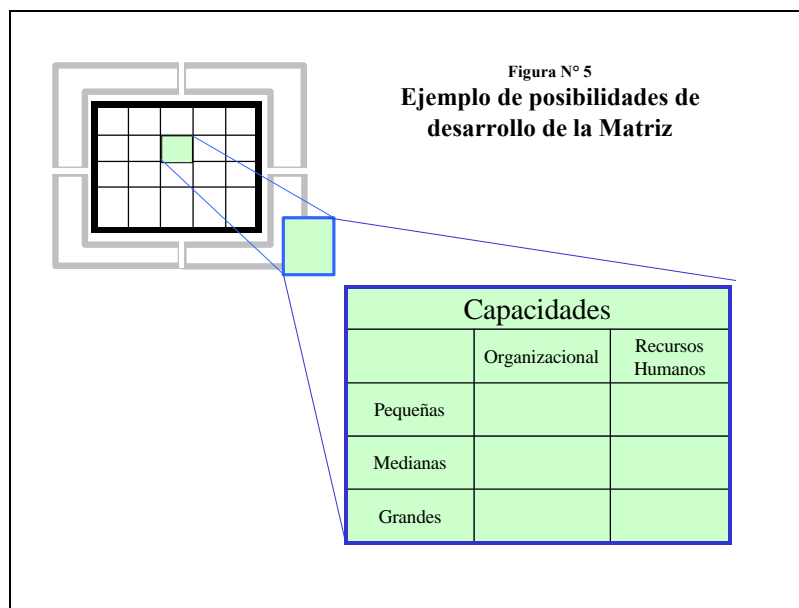 Figura N° 5
Ejemplo de posibilidades de
desarrollo de la Matriz
Capacidades
Organizacional
Recursos
Humanos
Pequeñas
Medianas
Grandes